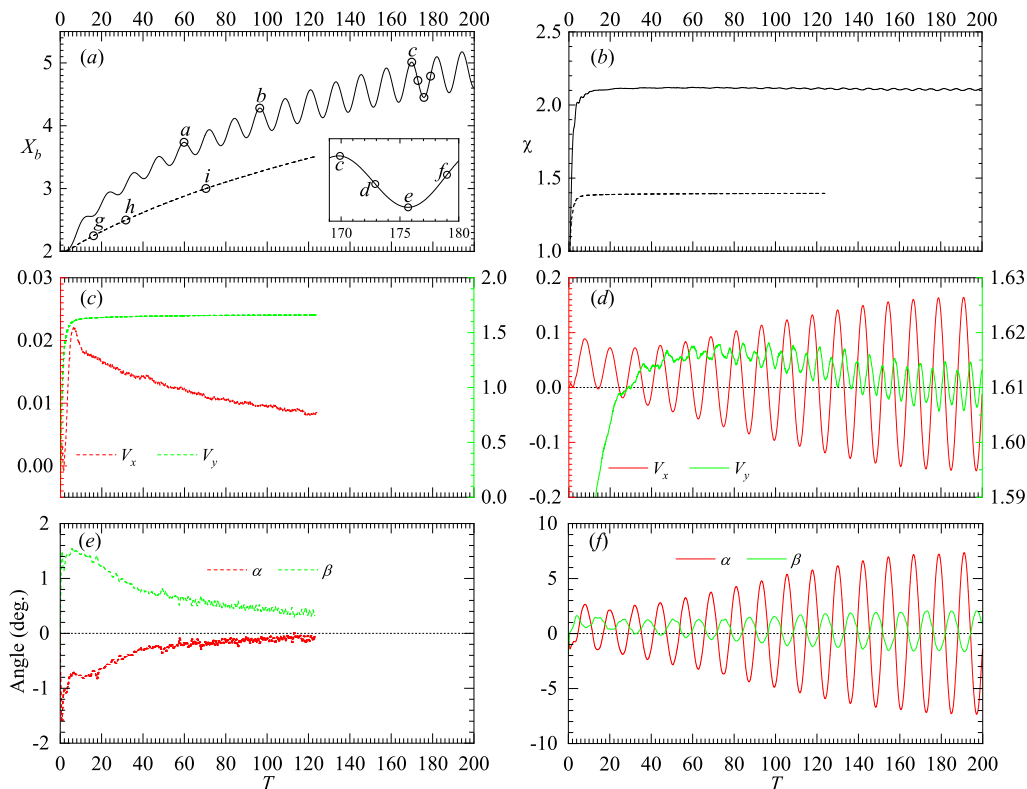 0 20 40 60 80 100 120 140 160 180 200
0 20 40 60 80 100 120 140 160 180 200
(a)
5
4
3
2
X_b
a
b
c
g
h
i
c
d
e
f
170 175 180
(b)
2.5
2.0
1.5
1.0
χ
(c)
0.03
0.02
0.01
0.00
2.0
1.5
1.0
0.5
0.0
V_x V_y
(d)
0.2
0.1
0.0
-0.1
-0.2
1.63
1.62
1.61
1.60
1.59
V_x V_y
(e)
2
1
0
-1
-2
Angle (deg.)
α β
0 20 40 60 80 100 120 140 160 180 200
T
(f)
10
5
0
-5
-10
α β
0 20 40 60 80 100 120 140 160 180 200
T